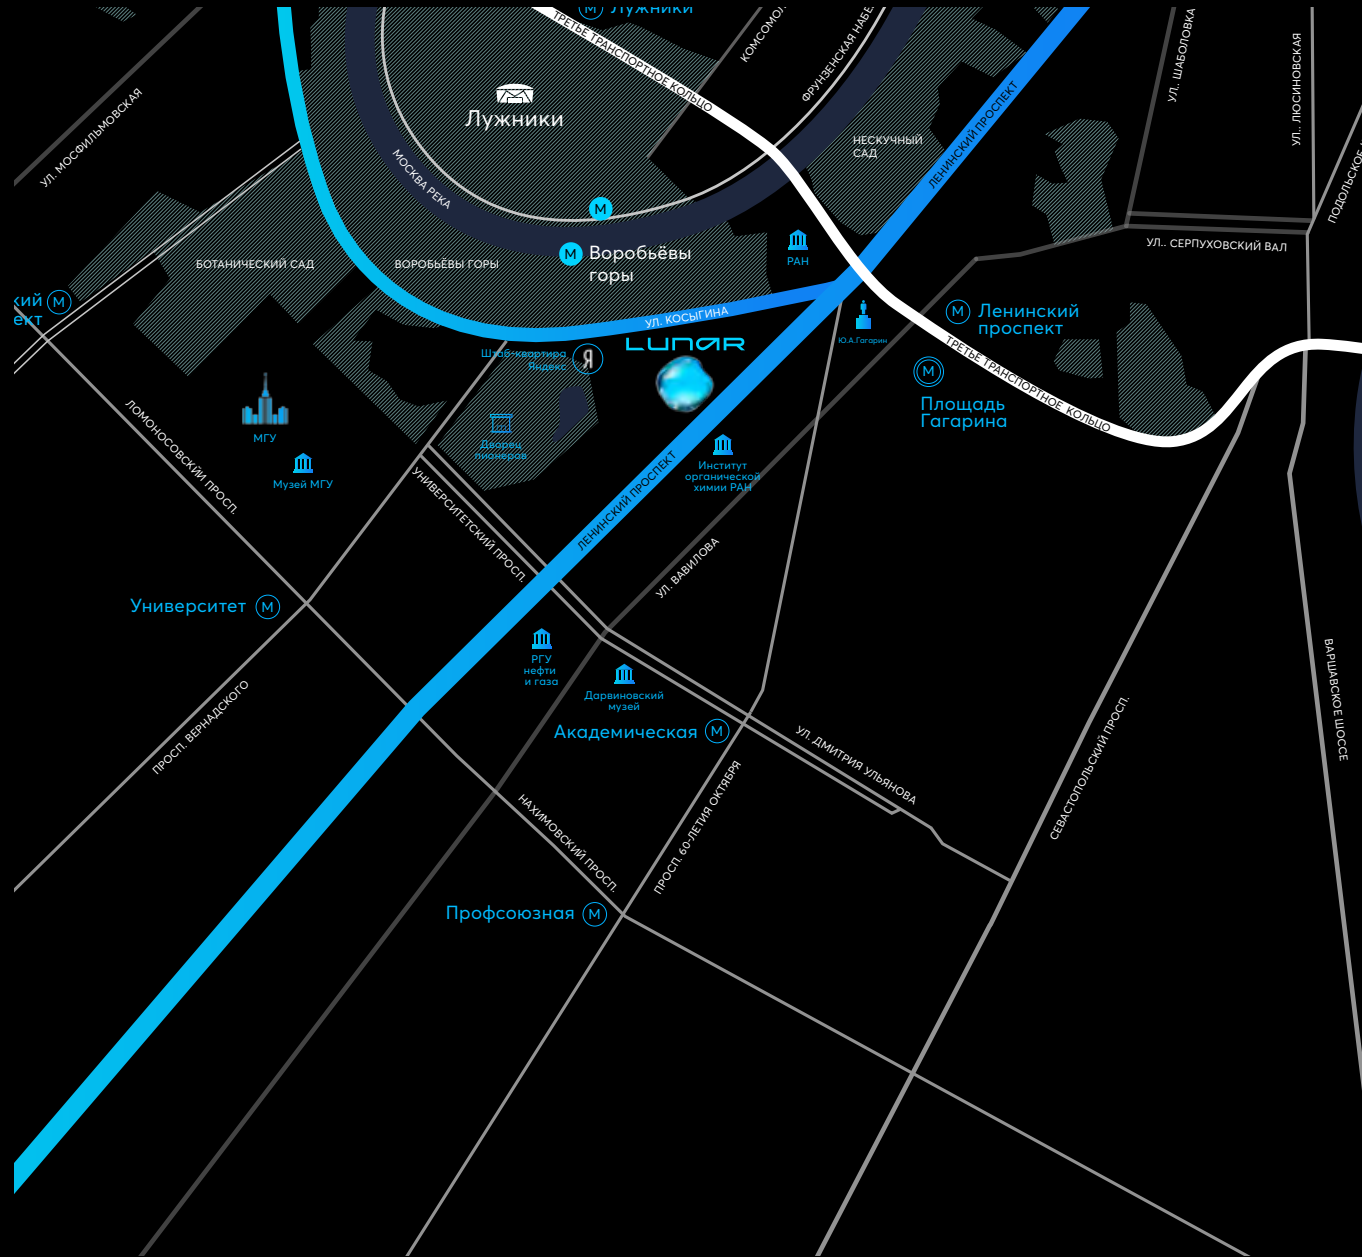 М Лужники
ТРЕТЬЕ ТРАНСПОРТНОЕ КОЛЬЦО
ФРУНЗЕНСКАЯ
УЛ. ШАБОЛОВКА
УЛ.. ЛЮСИНОВСКАЯ
УЛ. МОСФИЛЬМОВСКАЯ
Лужники
ЛЕНИНСКИЙ ПРОСПЕКТ
НЕСКУЧНЫЙ
САД
МОСКВА РЕКА
М
УЛ.. СЕРПУХОВСКИЙ ВАЛ
М Воробьёвы
горы
РАН
БОТАНИЧЕСКИЙ САД
ВОРОБЬЁВЫ ГОРЫ
М
ект
УЛ. КОСЫГИНА
М Ленинский
проспект
Ю.А.Гагарин
LUNAR
Штаб-квартира
Яндекс
Я
ТРЕТЬЕ ТРАНСПОРТНОЕ КОЛЬЦО
М
Площадь
Гагарина
МГУ
Музей МГУ
Дворец
пионеров
Институт
органической
химии РАН
ЛОМОНОСОВСКИЙ ПРОСП.
УНИВЕРСИТЕТСКИЙ ПРОСП.
ЛЕНИНСКИЙ ПРОСПЕКТ
УЛ. ВАВИЛОВА
Университет М
РГУ
нефти
и газа
Дарвиновский
музей
Академическая М
ПРОСП. ВЕРНАДСКОГО
УЛ. ДМИТРИЯ УЛЬЯНОВА
СЕВАСТОПОЛЬСКИЙ ПРОСП.
ВАРШАВСКОЕ ШОССЕ
НАХИМОВСКИЙ ПРОСП.
ПРОСП. 60-ЛЕТИЯ ОКТЯБРЯ
Профсоюзная М